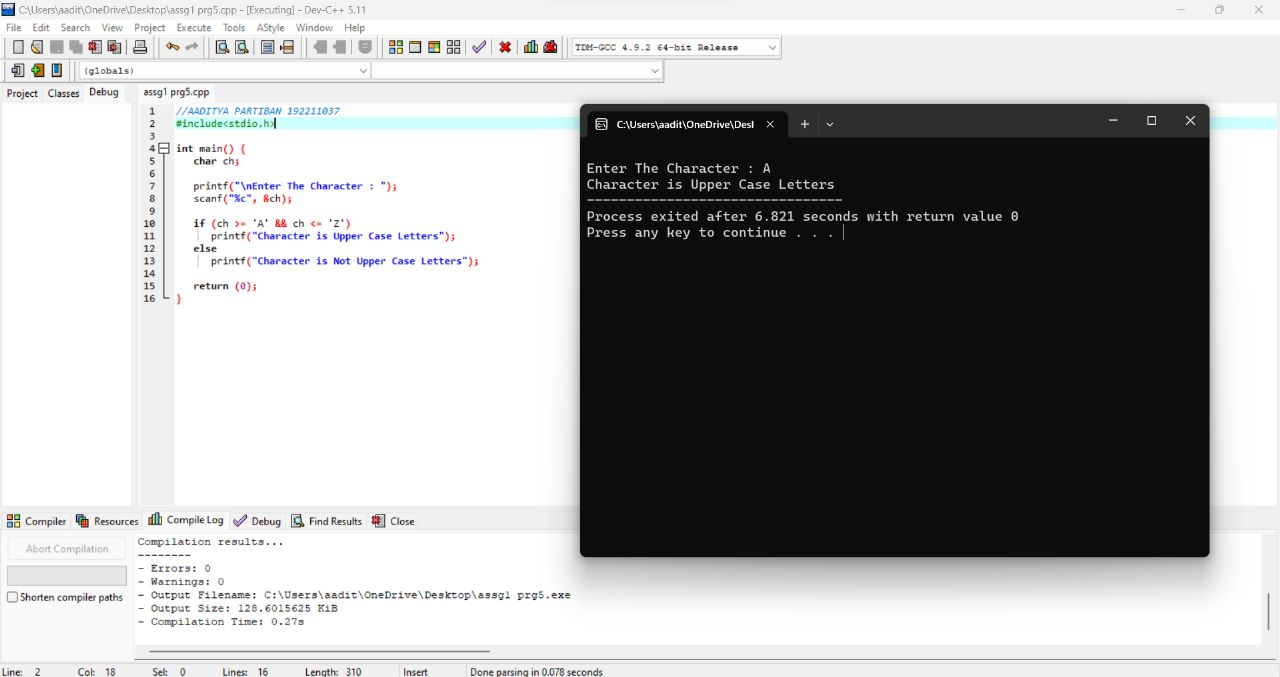 C:\Users\aadit\OneDrive\Desktop\assg1 prg5.cpp - [Executing] - Dev-C++ 5.11
File Edit Search View Project Execute Tools AStyle Window Help
TDM-GCC 4.9.2 64-bit Release
(globals)
Project Classes Debug
assg1 prg5.cpp
1 //AADITYA PARTIBAN 192211037
2 #include<stdio.h>
3
4 int main() {
5 char ch;
6
7 printf("\nEnter The Character : ");
8 scanf("%c", &ch);
9
10 if (ch >= 'A' && ch <= 'Z')
11 printf("Character is Upper Case Letters");
12 else
13 printf("Character is Not Upper Case Letters");
14
15 return (0);
16 }
C:\Users\aadit\OneDrive\Desl
Enter The Character : A
Character is Upper Case Letters
--------------------------------
Process exited after 6.821 seconds with return value 0
Press any key to continue . . .
Compiler Resources Compile Log Debug Find Results Close
Abort Compilation
Shorten compiler paths
Compilation results...
--------
- Errors: 0
- Warnings: 0
- Output Filename: C:\Users\aadit\OneDrive\Desktop\assg1 prg5.exe
- Output Size: 128.6015625 KiB
- Compilation Time: 0.27s
Line: 2 Col: 18 Sel: 0 Lines: 16 Length: 310 Insert Done parsing in 0.078 seconds